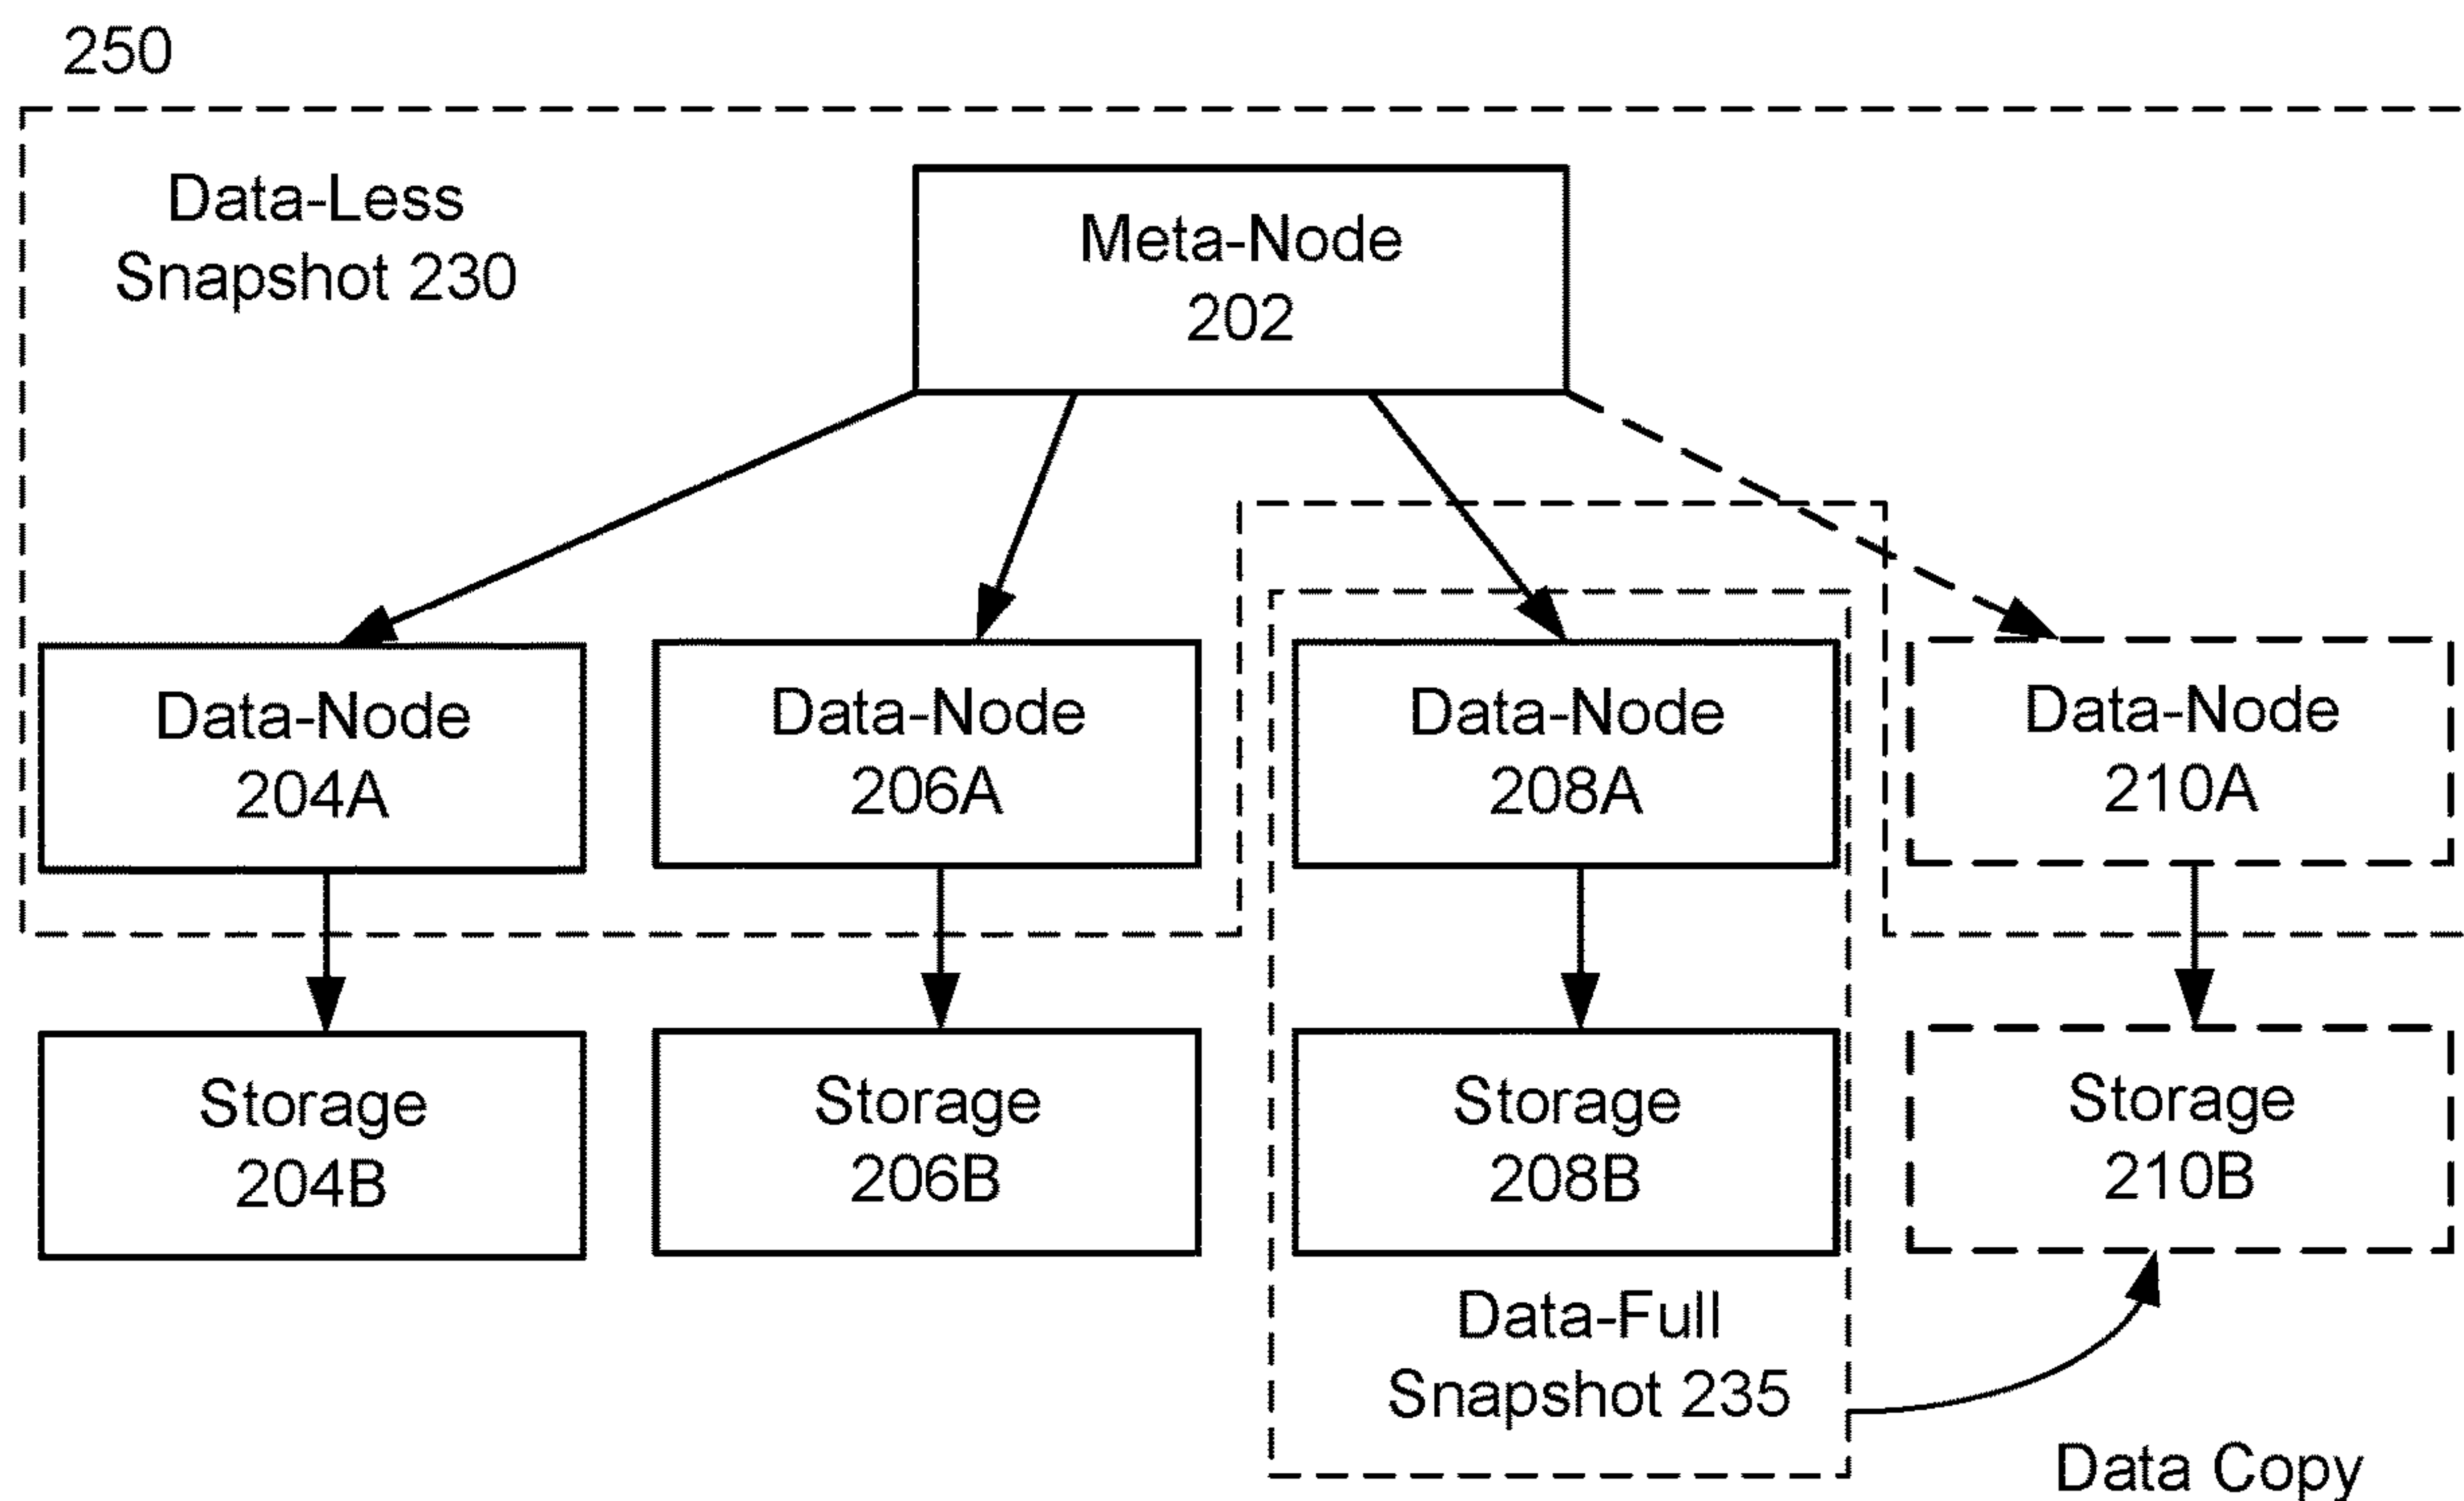 250
Data-Less
Snapshot 230
Meta-Node
202
Data-Node
204A
Data-Node
206A
Data-Node
208A
Data-Node
210A
Storage
204B
Storage
206B
Storage
208B
Storage
210B
Data-Full
Snapshot 235
Data Copy